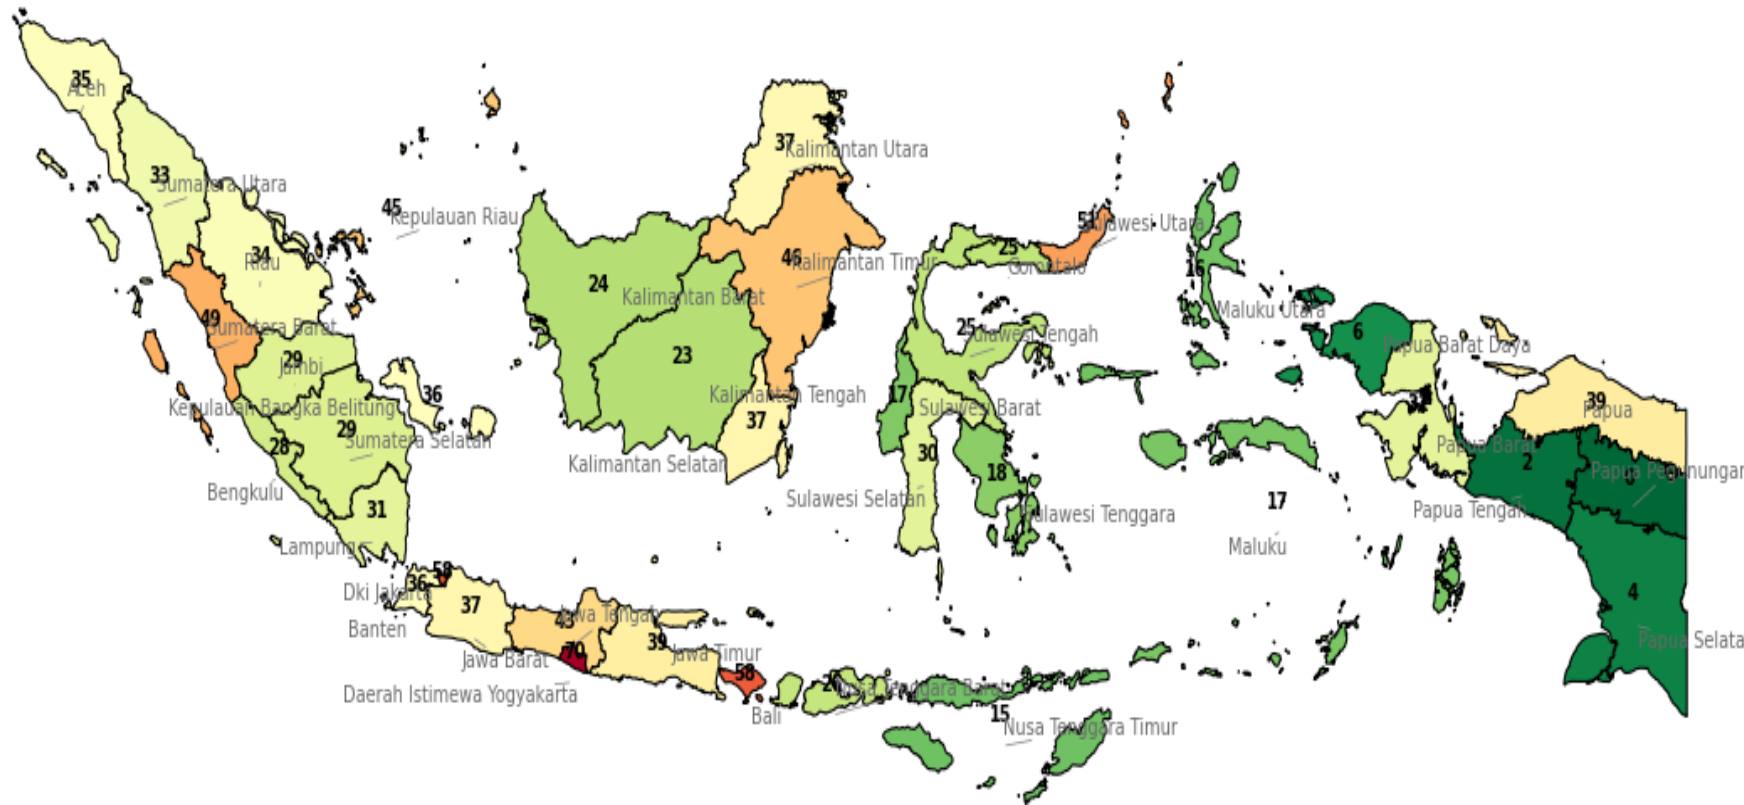 35
Aceh
37
Kalimantan Utara
33
Sumatera Utara
45
Kepulauan Riau
51
Sulawesi Utara
34
Riau
46
Kalimantan Timur
25
Gorontalo
16
Maluku Utara
24
Kalimantan Barat
49
Sumatera Barat
25
Sulawesi Tengah
6
Papua Barat Daya
29
Jambi
23
Kalimantan Tengah
36
Kepulauan Bangka Belitung
17
Sulawesi Barat
39
Papua
37
Kalimantan Selatan
29
Sumatera Selatan
28
Bengkulu
30
Sulawesi Selatan
18
Sulawesi Tenggara
Papua Barat
2
Papua Tengah
Papua Pegunungan
31
Lampung
17
Maluku
58
Dki Jakarta
36
Banten
37
Jawa Barat
43
Jawa Tengah
4
Papua Selata
70
Daerah Istimewa Yogyakarta
39
Jawa Timur
58
Bali
Nusa Tenggara Barat
15
Nusa Tenggara Timur